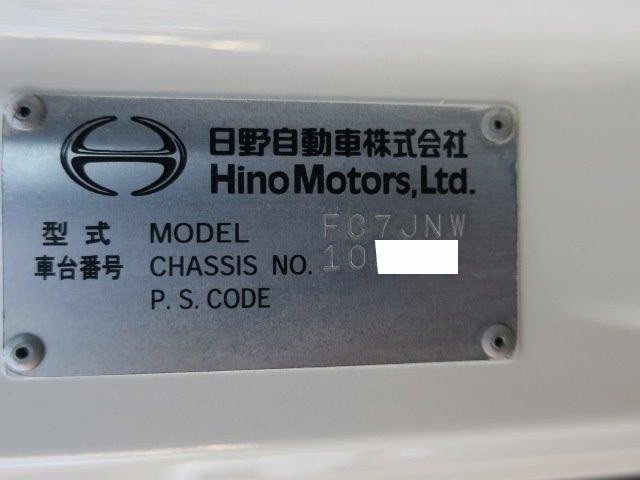 日野自動車株式会社
Hino Motors, Ltd.
型式 MODEL FC7JNW
車台番号 CHASSIS NO. 10
P. S. CODE